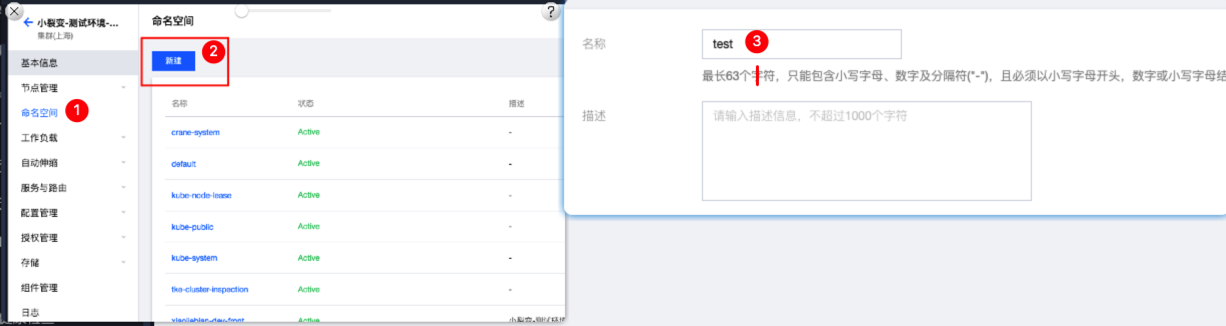 小裂变-测试环境-...
集群(上海)
基本信息
节点管理
命名空间
1
工作负载
自动伸缩
服务与路由
配置管理
授权管理
存储
组件管理
日志
命名空间
?
新建
2
名称 状态 描述
crane-system Active -
default Active -
kube-node-lease Active -
kube-public Active -
kube-system Active -
tke-cluster-inspection Active -
xiaoliebian-dev-front Active 小裂变-测试环境
名称
test
3
最长63个字符，只能包含小写字母、数字及分隔符("-")，且必须以小写字母开头，数字或小写字母结
描述
请输入描述信息，不超过1000个字符